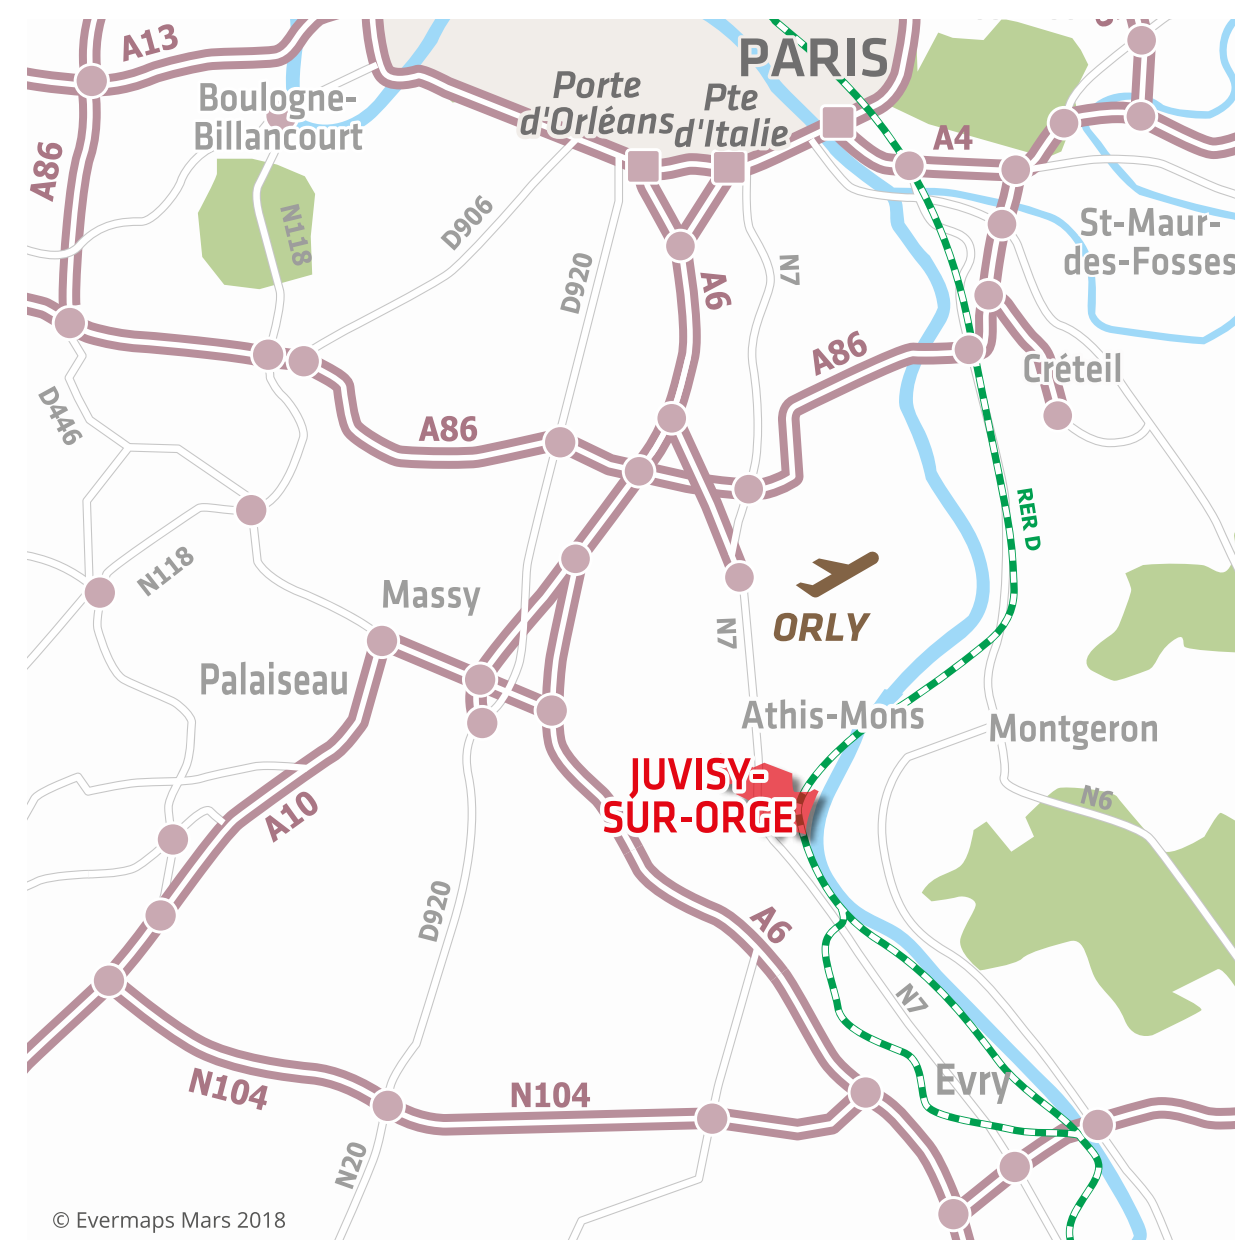 A13
PARIS
Porte
d'Orléans
Pte
d'Italie
Boulogne-
Billancourt
A86
A4
N118
D906
D920
A6
N7
St-Maur-
des-Fosses
A86
Créteil
D446
A86
RER D
N118
Massy
ORLY
N7
Palaiseau
Athis-Mons
Montgeron
JUVISY-
SUR-ORGE
N6
A10
D920
A6
N7
Evry
N104
N104
N20
© Evermaps Mars 2018